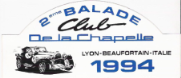 2ème BALADE
Club
De la Chapelle
LYON-BEAUFORTAIN-ITALIE
1994